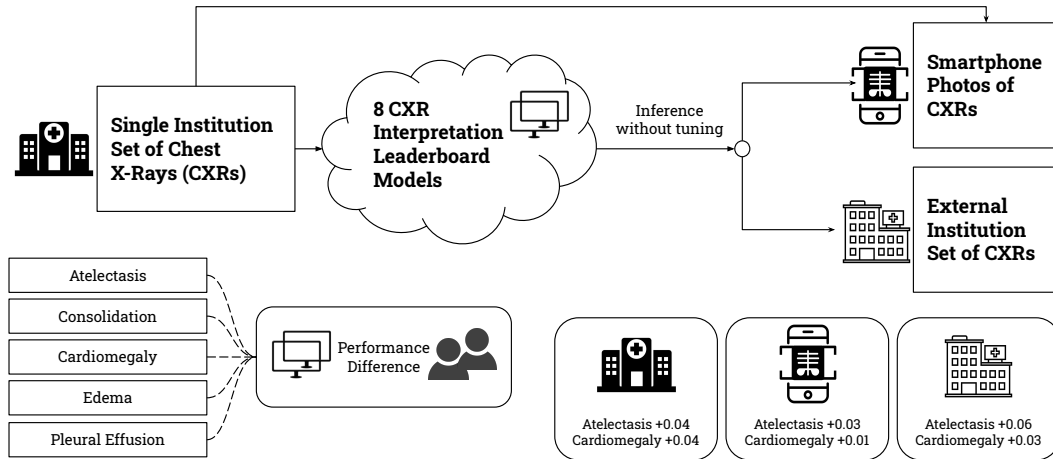 Single Institution
Set of Chest
X-Rays (CXRs)
8 CXR
Interpretation
Leaderboard
Models
Inference
without tuning
Smartphone
Photos of
CXRs
External
Institution
Set of CXRs
Atelectasis
Consolidation
Cardiomegaly
Edema
Pleural Effusion
Performance
Difference
Atelectasis +0.04
Cardiomegaly +0.04
Atelectasis +0.03
Cardiomegaly +0.01
Atelectasis +0.06
Cardiomegaly +0.03